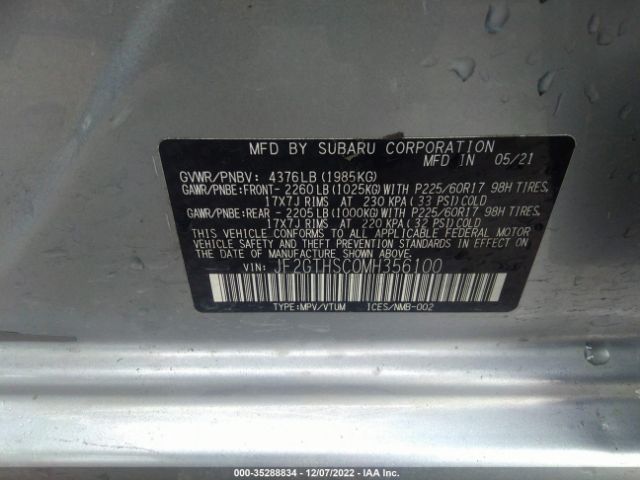 MFD BY SUBARU CORPORATION
MFD IN 05/21
GVWR/PNBV: 4376LB(1985KG)
GAWR/PNBE:FRONT- 2260LB(1025KG)WITH P225/60R17 98H TIRES,
17X7J RIMS AT 230 KPA(33 PSI)COLD
GAWR/PNBE:REAR - 2205LB(1000KG)WITH P225/60R17 98H TIRES,
17X7J RIMS AT 220 KPA(32 PSI)COLD
THIS VEHICLE CONFORMS TO ALL APPLICABLE FEDERAL MOTOR
VEHICLE SAFETY AND THEFT PREVENTION STANDARDS IN EFFECT
ON THE DATE OF MANUFACTURE SHOWN ABOVE.
VIN: JF2GTHSC0MH356100
TYPE:MPV/VTUM ICES/NMB-002
000-35288834 - 12/07/2022 - IAA Inc.